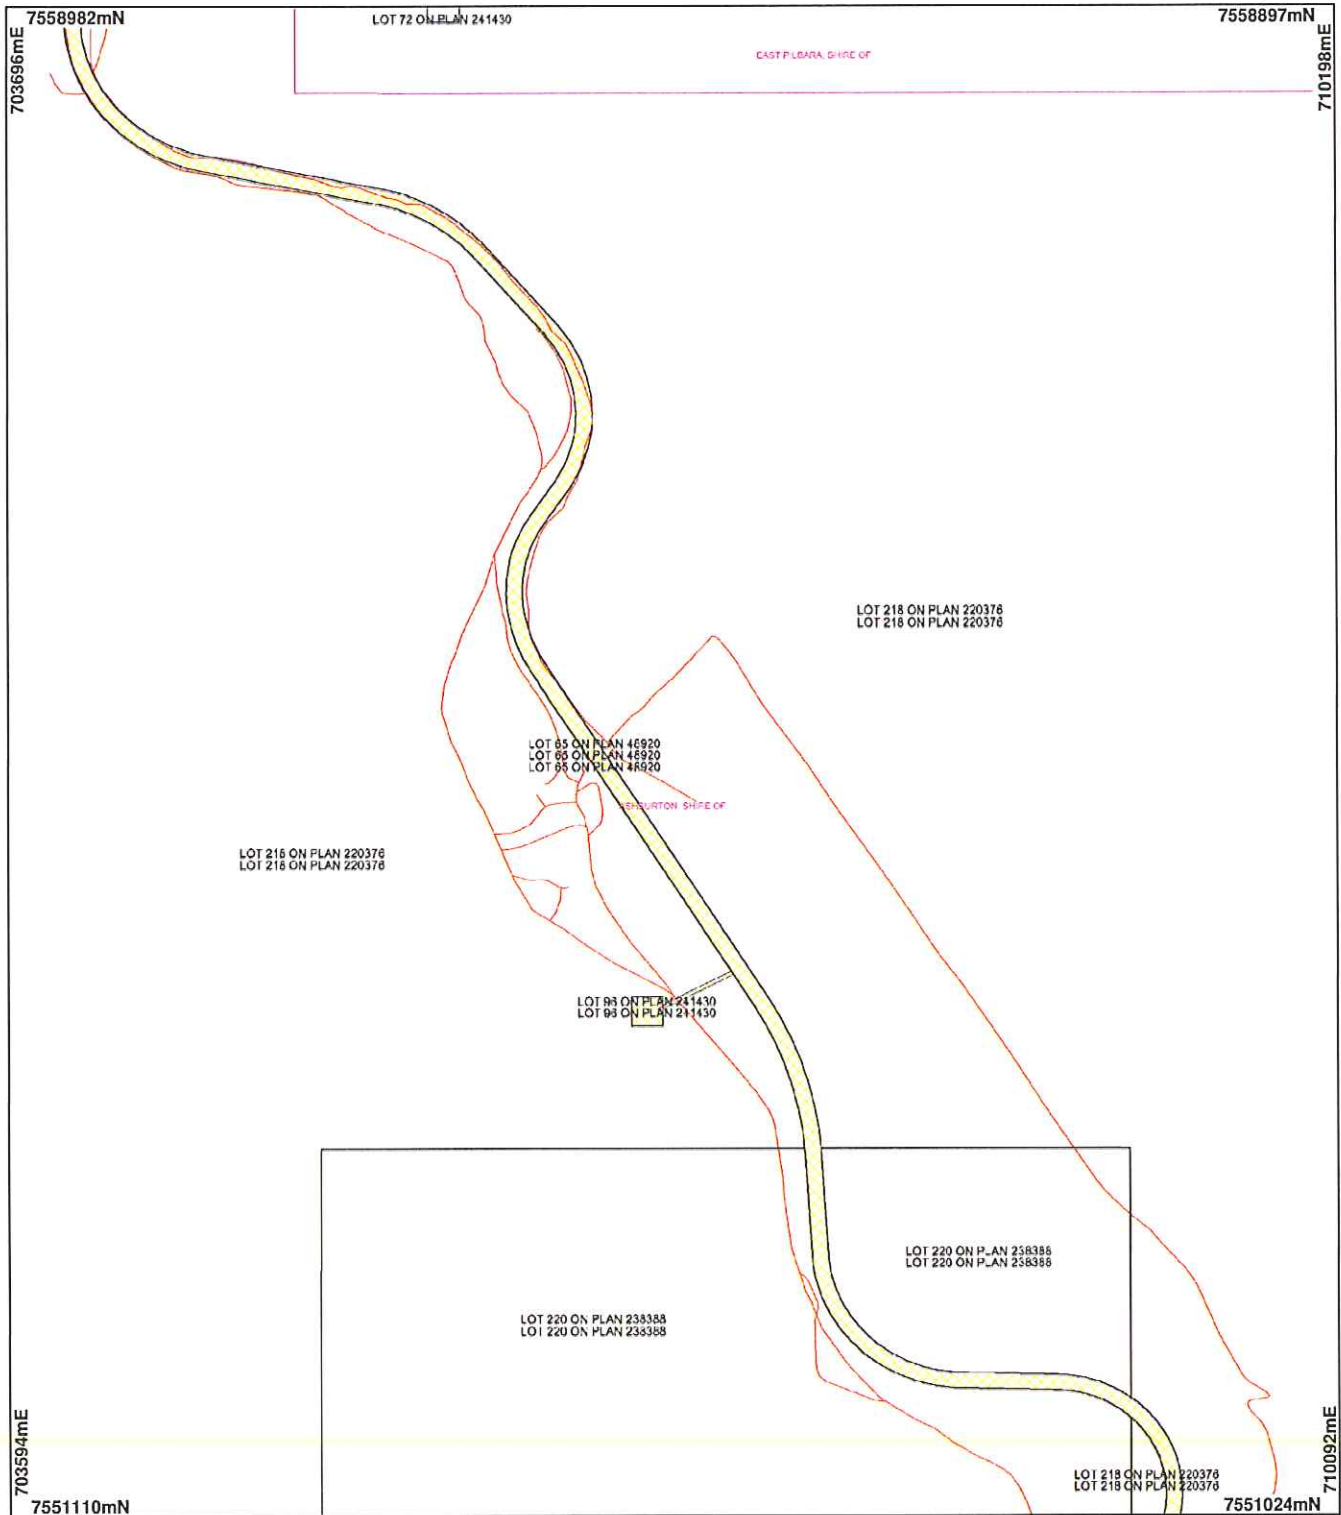 7558982mN
LOT 72 ON PLAN 241430
7558897mN
703696mE
EAST PILBARA, SHIRE OF
710198mE
LOT 218 ON PLAN 220376
LOT 218 ON PLAN 220376
LOT 65 ON PLAN 48920
LOT 65 ON PLAN 48920
LOT 65 ON PLAN 48920
ASHBURTON, SHIRE OF
LOT 218 ON PLAN 220376
LOT 218 ON PLAN 220376
LOT 96 ON PLAN 241430
LOT 96 ON PLAN 241430
LOT 220 ON PLAN 238388
LOT 220 ON PLAN 238388
LOT 220 ON PLAN 238388
LOT 220 ON PLAN 238388
703594mE
710092mE
LOT 218 ON PLAN 220376
LOT 218 ON PLAN 220376
7551110mN
7551024mN